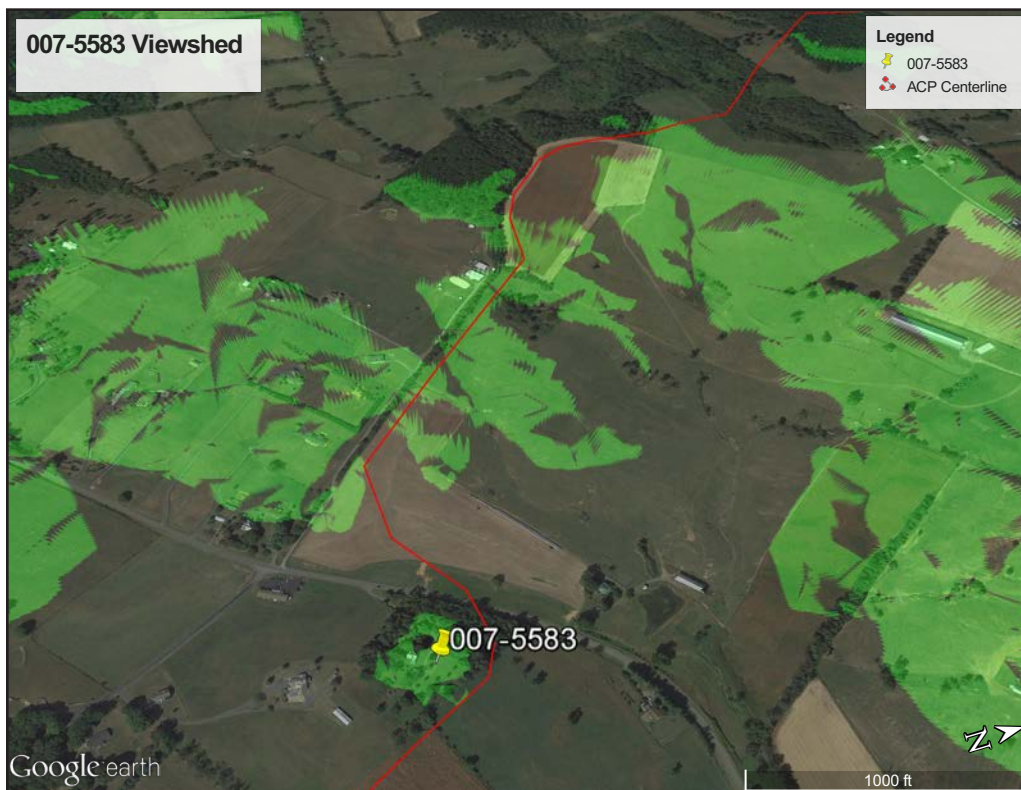 007-5583 Viewshed
Legend
007-5583
ACP Centerline
007-5583
N
Google earth
1000 ft